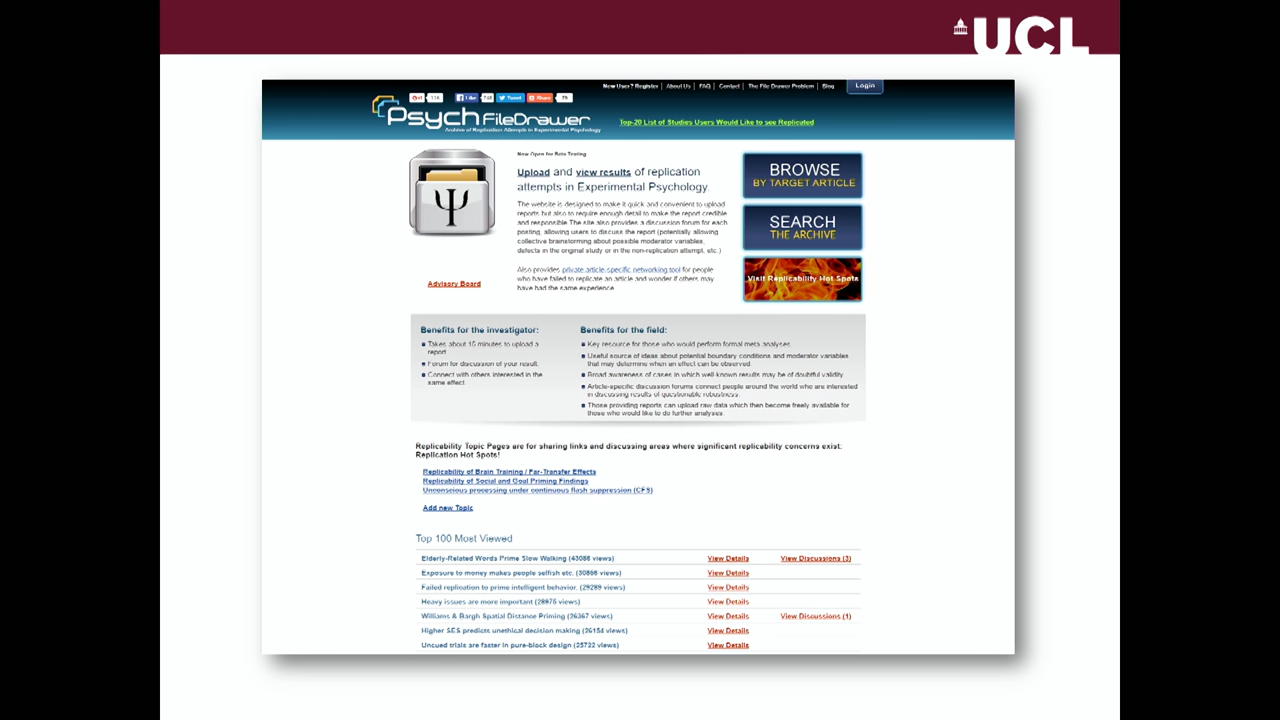 UCL
New User? Register | About Us | FAQ | Contact | The File Drawer Problem | Blog
Login
Like
Tweet
Share
Psych FileDrawer
Archive of Replication Attempts in Experimental Psychology
Top-20 List of Studies Users Would Like to see Replicated
Now Open for Beta Testing
Upload and view results of replication
attempts in Experimental Psychology.
The website is designed to make it quick and convenient to upload
reports but also to require enough detail to make the report credible
and responsible. The site also provides a discussion forum for each
posting, allowing users to discuss the report (potentially allowing
collective brainstorming about possible moderator variables,
defects in the original study or in the non-replication attempt, etc.)
Also provides private article-specific networking tool for people
who have failed to replicate an article and wonder if others may
have had the same experience
Advisory Board
BROWSE
BY TARGET ARTICLE
SEARCH
THE ARCHIVE
Visit Replicability Hot Spots
Benefits for the investigator:
Takes about 15 minutes to upload a
report.
Forum for discussion of your result.
Connect with others interested in the
same effect.
Benefits for the field:
Key resource for those who would perform formal meta analyses.
Useful source of ideas about potential boundary conditions and moderator variables
that may determine when an effect can be observed.
Broad awareness of cases in which well-known results may be of doubtful validity.
Article-specific discussion forums connect people around the world who are interested
in discussing results of questionable robustness.
Those providing reports can upload raw data which then become freely available for
those who would like to do further analyses.
Replicability Topic Pages are for sharing links and discussing areas where significant replicability concerns exist:
Replication Hot Spots!
Replicability of Brain Training / Far-Transfer Effects
Replicability of Social and Goal Priming Findings
Unconscious processing under continuous flash suppression (CFS)
Add new Topic
Top 100 Most Viewed
Elderly-Related Words Prime Slow Walking (43086 views) View Details View Discussions (3)
Exposure to money makes people selfish etc. (30866 views) View Details
Failed replication to prime intelligent behavior. (29289 views) View Details
Heavy issues are more important (28875 views) View Details
Williams & Bargh Spatial Distance Priming (26367 views) View Details View Discussions (1)
Higher SES predicts unethical decision making (26154 views) View Details
Uncued trials are faster in pure-block design (25722 views) View Details